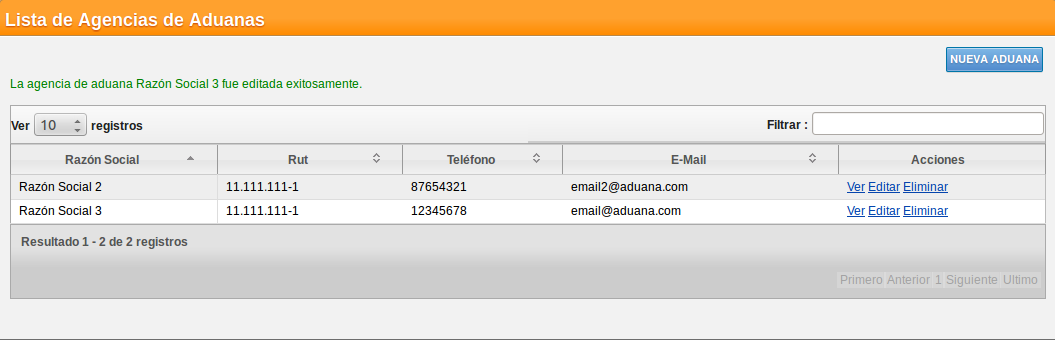 Lista de Agencias de Aduanas
NUEVA ADUANA
La agencia de aduana Razón Social 3 fue editada exitosamente.
Ver 10 registros Filtrar :
Razón Social Rut Teléfono E-Mail Acciones
Razón Social 2 11.111.111-1 87654321 email2@aduana.com Ver Editar Eliminar
Razón Social 3 11.111.111-1 12345678 email@aduana.com Ver Editar Eliminar
Resultado 1 - 2 de 2 registros
Primero Anterior 1 Siguiente Ultimo